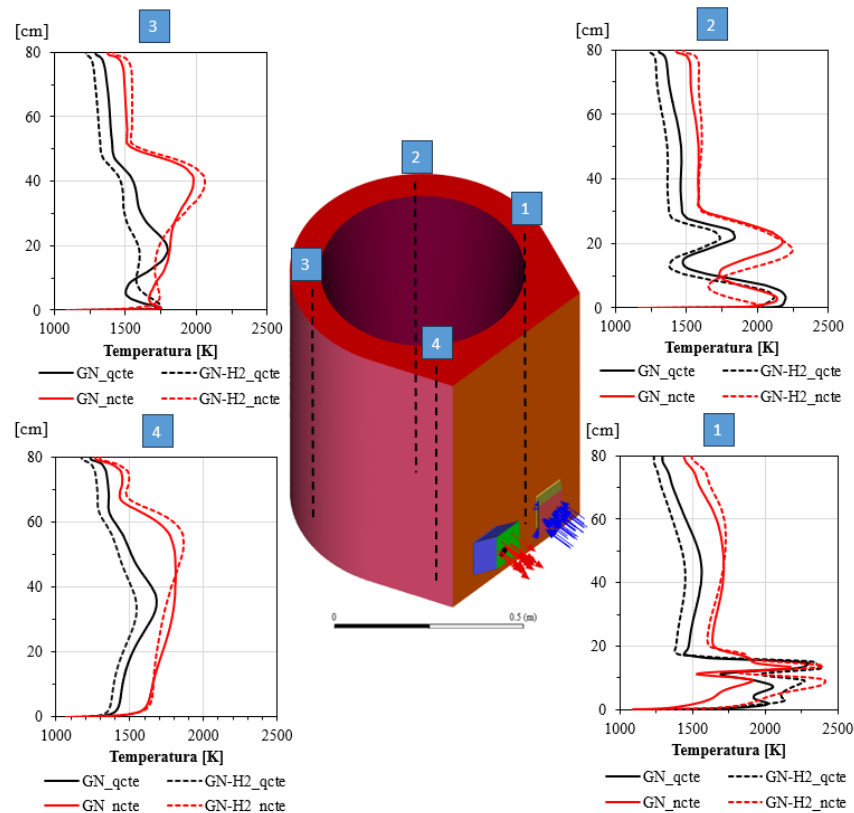 [cm]
3
80
60
40
20
0
1000 1500 2000 2500
Temperatura [K]
GN_qcte GN-H2_qcte
GN_ncte GN-H2_ncte
[cm]
2
80
60
40
20
0
1000 1500 2000 2500
Temperatura [K]
GN_qcte GN-H2_qcte
GN_ncte GN-H2_ncte
2
1
3
4
0 0.5 (m)
[cm]
4
80
60
40
20
0
1000 1500 2000 2500
Temperatura [K]
GN_qcte GN-H2_qcte
GN_ncte GN-H2_ncte
[cm]
1
80
60
40
20
0
1000 1500 2000 2500
Temperatura [K]
GN_qcte GN-H2_qcte
GN_ncte GN-H2_ncte